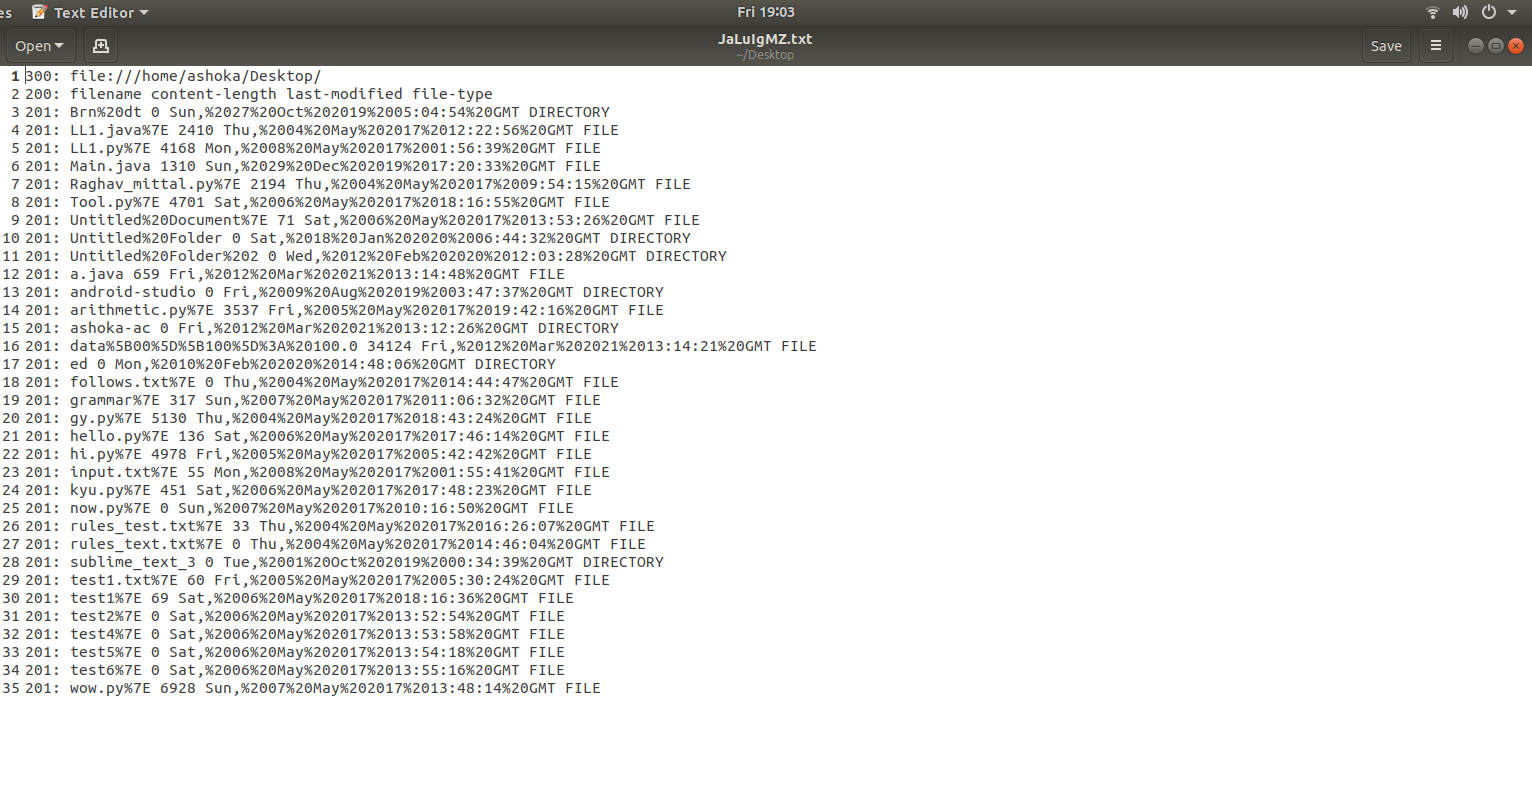 es Text Editor Fri 19:03
Open JaLuIgMZ.txt Save
~/Desktop
1 300: file:///home/ashoka/Desktop/
2 200: filename content-length last-modified file-type
3 201: Brn%20dt 0 Sun,%2027%20Oct%202019%2005:04:54%20GMT DIRECTORY
4 201: LL1.java%7E 2410 Thu,%2004%20May%202017%2012:22:56%20GMT FILE
5 201: LL1.py%7E 4168 Mon,%2008%20May%202017%2001:56:39%20GMT FILE
6 201: Main.java 1310 Sun,%2029%20Dec%202019%2017:20:33%20GMT FILE
7 201: Raghav_mittal.py%7E 2194 Thu,%2004%20May%202017%2009:54:15%20GMT FILE
8 201: Tool.py%7E 4701 Sat,%2006%20May%202017%2018:16:55%20GMT FILE
9 201: Untitled%20Document%7E 71 Sat,%2006%20May%202017%2013:53:26%20GMT FILE
10 201: Untitled%20Folder 0 Sat,%2018%20Jan%202020%2006:44:32%20GMT DIRECTORY
11 201: Untitled%20Folder%202 0 Wed,%2012%20Feb%202020%2012:03:28%20GMT DIRECTORY
12 201: a.java 659 Fri,%2012%20Mar%202021%2013:14:48%20GMT FILE
13 201: android-studio 0 Fri,%2009%20Aug%202019%2003:47:37%20GMT DIRECTORY
14 201: arithmetic.py%7E 3537 Fri,%2005%20May%202017%2019:42:16%20GMT FILE
15 201: ashoka-ac 0 Fri,%2012%20Mar%202021%2013:12:26%20GMT DIRECTORY
16 201: data%5B00%5D%5B100%5D%3A%20100.0 34124 Fri,%2012%20Mar%202021%2013:14:21%20GMT FILE
17 201: ed 0 Mon,%2010%20Feb%202020%2014:48:06%20GMT DIRECTORY
18 201: follows.txt%7E 0 Thu,%2004%20May%202017%2014:44:47%20GMT FILE
19 201: grammar%7E 317 Sun,%2007%20May%202017%2011:06:32%20GMT FILE
20 201: gy.py%7E 5130 Thu,%2004%20May%202017%2018:43:24%20GMT FILE
21 201: hello.py%7E 136 Sat,%2006%20May%202017%2017:46:14%20GMT FILE
22 201: hi.py%7E 4978 Fri,%2005%20May%202017%2005:42:42%20GMT FILE
23 201: input.txt%7E 55 Mon,%2008%20May%202017%2001:55:41%20GMT FILE
24 201: kyu.py%7E 451 Sat,%2006%20May%202017%2017:48:23%20GMT FILE
25 201: now.py%7E 0 Sun,%2007%20May%202017%2010:16:50%20GMT FILE
26 201: rules_test.txt%7E 33 Thu,%2004%20May%202017%2016:26:07%20GMT FILE
27 201: rules_text.txt%7E 0 Thu,%2004%20May%202017%2014:46:04%20GMT FILE
28 201: sublime_text_3 0 Tue,%2001%20Oct%202019%2000:34:39%20GMT DIRECTORY
29 201: test1.txt%7E 60 Fri,%2005%20May%202017%2005:30:24%20GMT FILE
30 201: test1%7E 69 Sat,%2006%20May%202017%2018:16:36%20GMT FILE
31 201: test2%7E 0 Sat,%2006%20May%202017%2013:52:54%20GMT FILE
32 201: test4%7E 0 Sat,%2006%20May%202017%2013:53:58%20GMT FILE
33 201: test5%7E 0 Sat,%2006%20May%202017%2013:54:18%20GMT FILE
34 201: test6%7E 0 Sat,%2006%20May%202017%2013:55:16%20GMT FILE
35 201: wow.py%7E 6928 Sun,%2007%20May%202017%2013:48:14%20GMT FILE